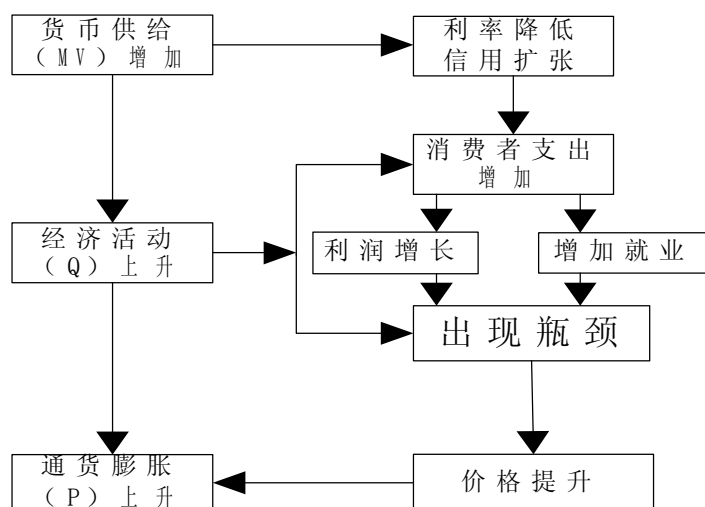 货币供给
(MV)增加
利率降低
信用扩张
消费者支出
增加
经济活动
(Q)上升
利润增长
增加就业
出现瓶颈
通货膨胀
(P)上升
价格提升